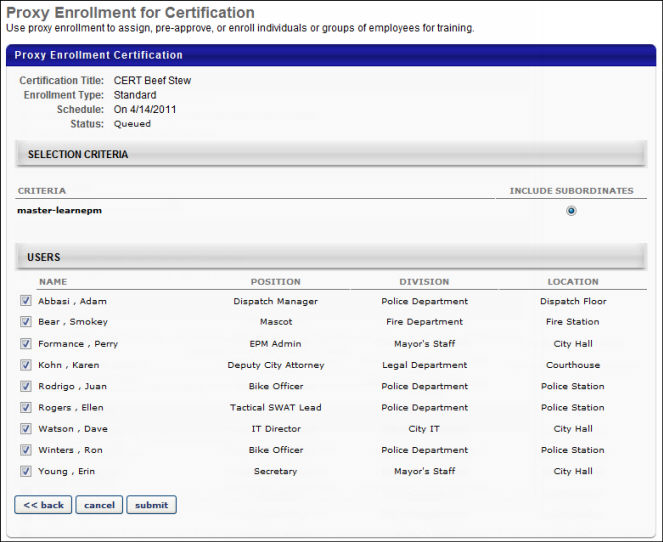 Proxy Enrollment for Certification
Use proxy enrollment to assign, pre-approve, or enroll individuals or groups of employees for training.
Proxy Enrollment Certification
Certification Title: CERT Beef Stew
Enrollment Type: Standard
Schedule: On 4/14/2011
Status: Queued
SELECTION CRITERIA
CRITERIA INCLUDE SUBORDINATES
master-learnepm
USERS
NAME POSITION DIVISION LOCATION
Abbasi , Adam Dispatch Manager Police Department Dispatch Floor
Bear , Smokey Mascot Fire Department Fire Station
Formance , Perry EPM Admin Mayor's Staff City Hall
Kohn , Karen Deputy City Attorney Legal Department Courthouse
Rodrigo , Juan Bike Officer Police Department Police Station
Rogers , Ellen Tactical SWAT Lead Police Department Police Station
Watson , Dave IT Director City IT City Hall
Winters , Ron Bike Officer Police Department Police Station
Young , Erin Secretary Mayor's Staff City Hall
<< back cancel submit